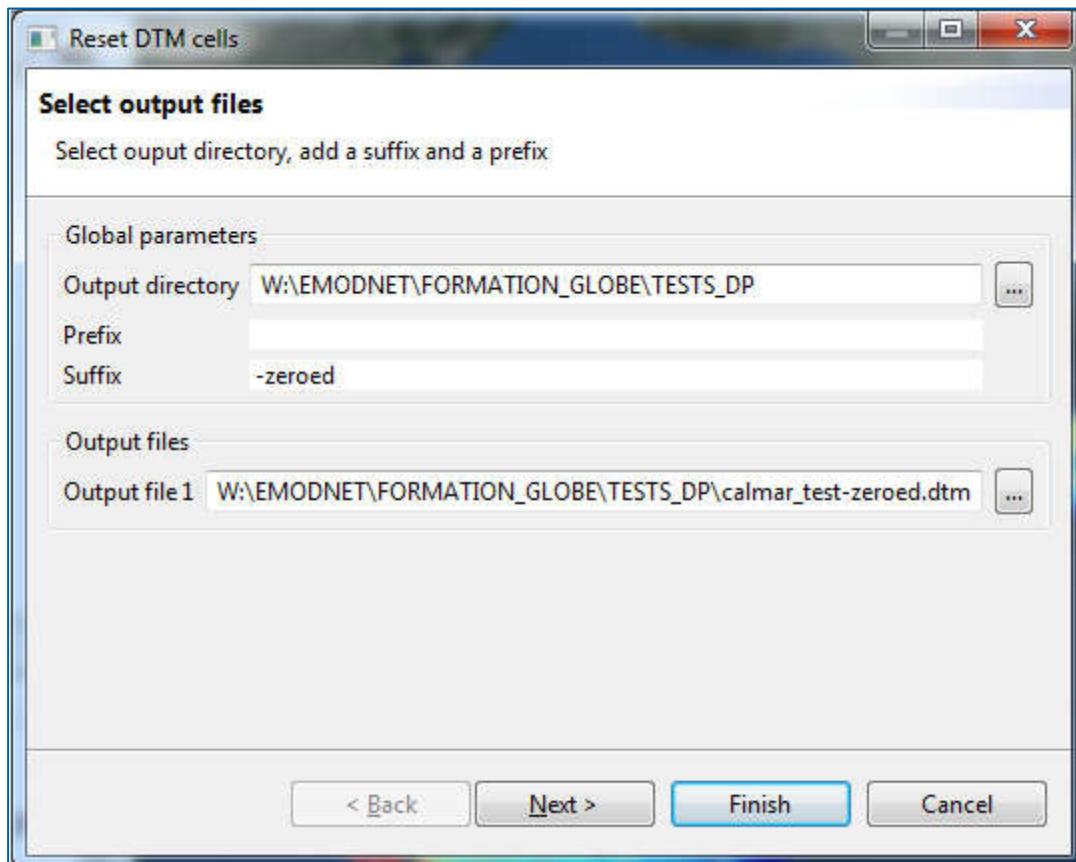 Reset DTM cells
Select output files
Select ouput directory, add a suffix and a prefix
Global parameters
Output directory W:\EMODNET\FORMATION_GLOBE\TESTS_DP ...
Prefix
Suffix -zeroed
Output files
Output file 1 W:\EMODNET\FORMATION_GLOBE\TESTS_DP\calmar_test-zeroed.dtm ...
< Back Next > Finish Cancel